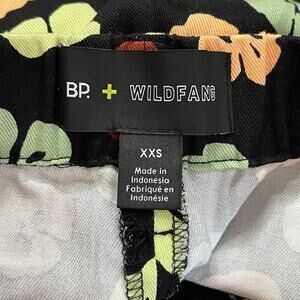 BP. + WILDFANG
XXS
Made in
Indonesia
Fabriqué en
Indonésie